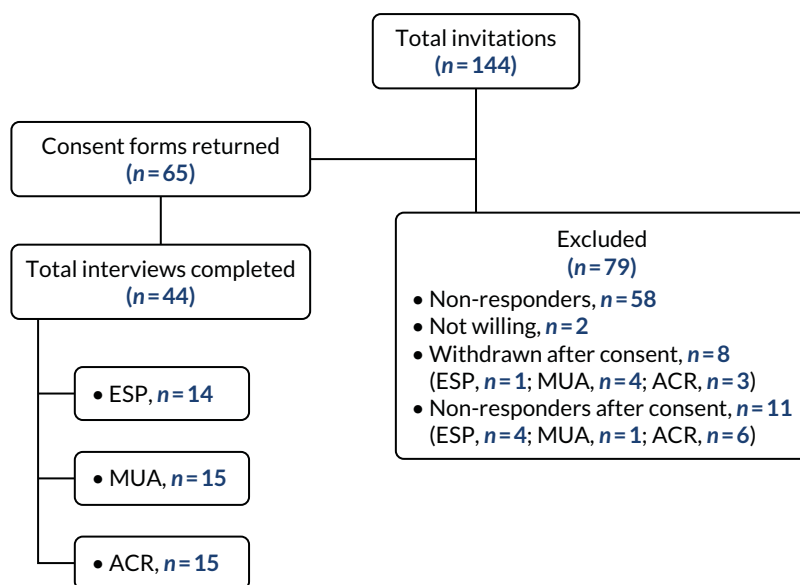 Total invitations
(n = 144)
Consent forms returned
(n = 65)
Total interviews completed
(n = 44)
• ESP, n = 14
• MUA, n = 15
• ACR, n = 15
Excluded
(n = 79)
• Non-responders, n = 58
• Not willing, n = 2
• Withdrawn after consent, n = 8
(ESP, n = 1; MUA, n = 4; ACR, n = 3)
• Non-responders after consent, n = 11
(ESP, n = 4; MUA, n = 1; ACR, n = 6)